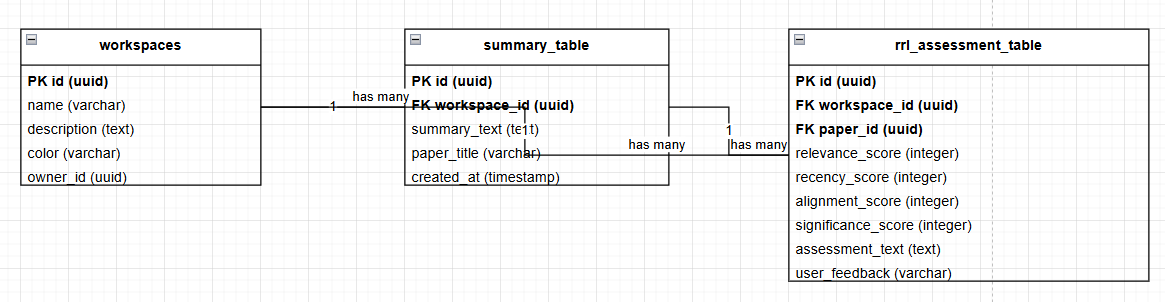 workspaces
PK id (uuid)
name (varchar)
description (text)
color (varchar)
owner_id (uuid)
1
has many
summary_table
PK id (uuid)
FK workspace_id (uuid)
summary_text (text)
paper_title (varchar)
created_at (timestamp)
1
has many
1
has many
rrl_assessment_table
PK id (uuid)
FK workspace_id (uuid)
FK paper_id (uuid)
relevance_score (integer)
recency_score (integer)
alignment_score (integer)
significance_score (integer)
assessment_text (text)
user_feedback (varchar)